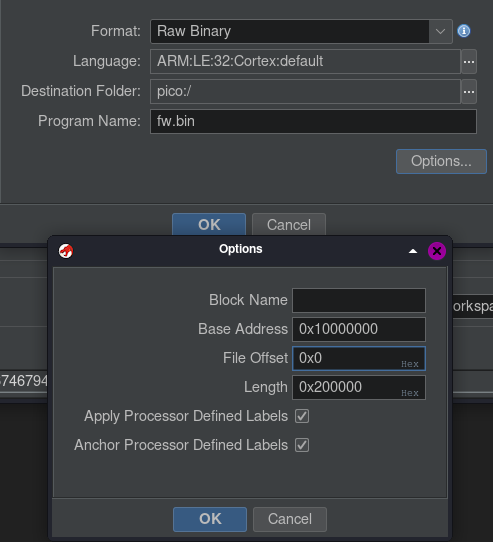 Format: Raw Binary
Language: ARM:LE:32:Cortex:default ...
Destination Folder: pico:/ ...
Program Name: fw.bin
Options...
OK Cancel
Options
Block Name
Base Address 0x10000000
orkspa
File Offset 0x0 Hex
746794
Length 0x200000 Hex
Apply Processor Defined Labels
Anchor Processor Defined Labels
OK Cancel